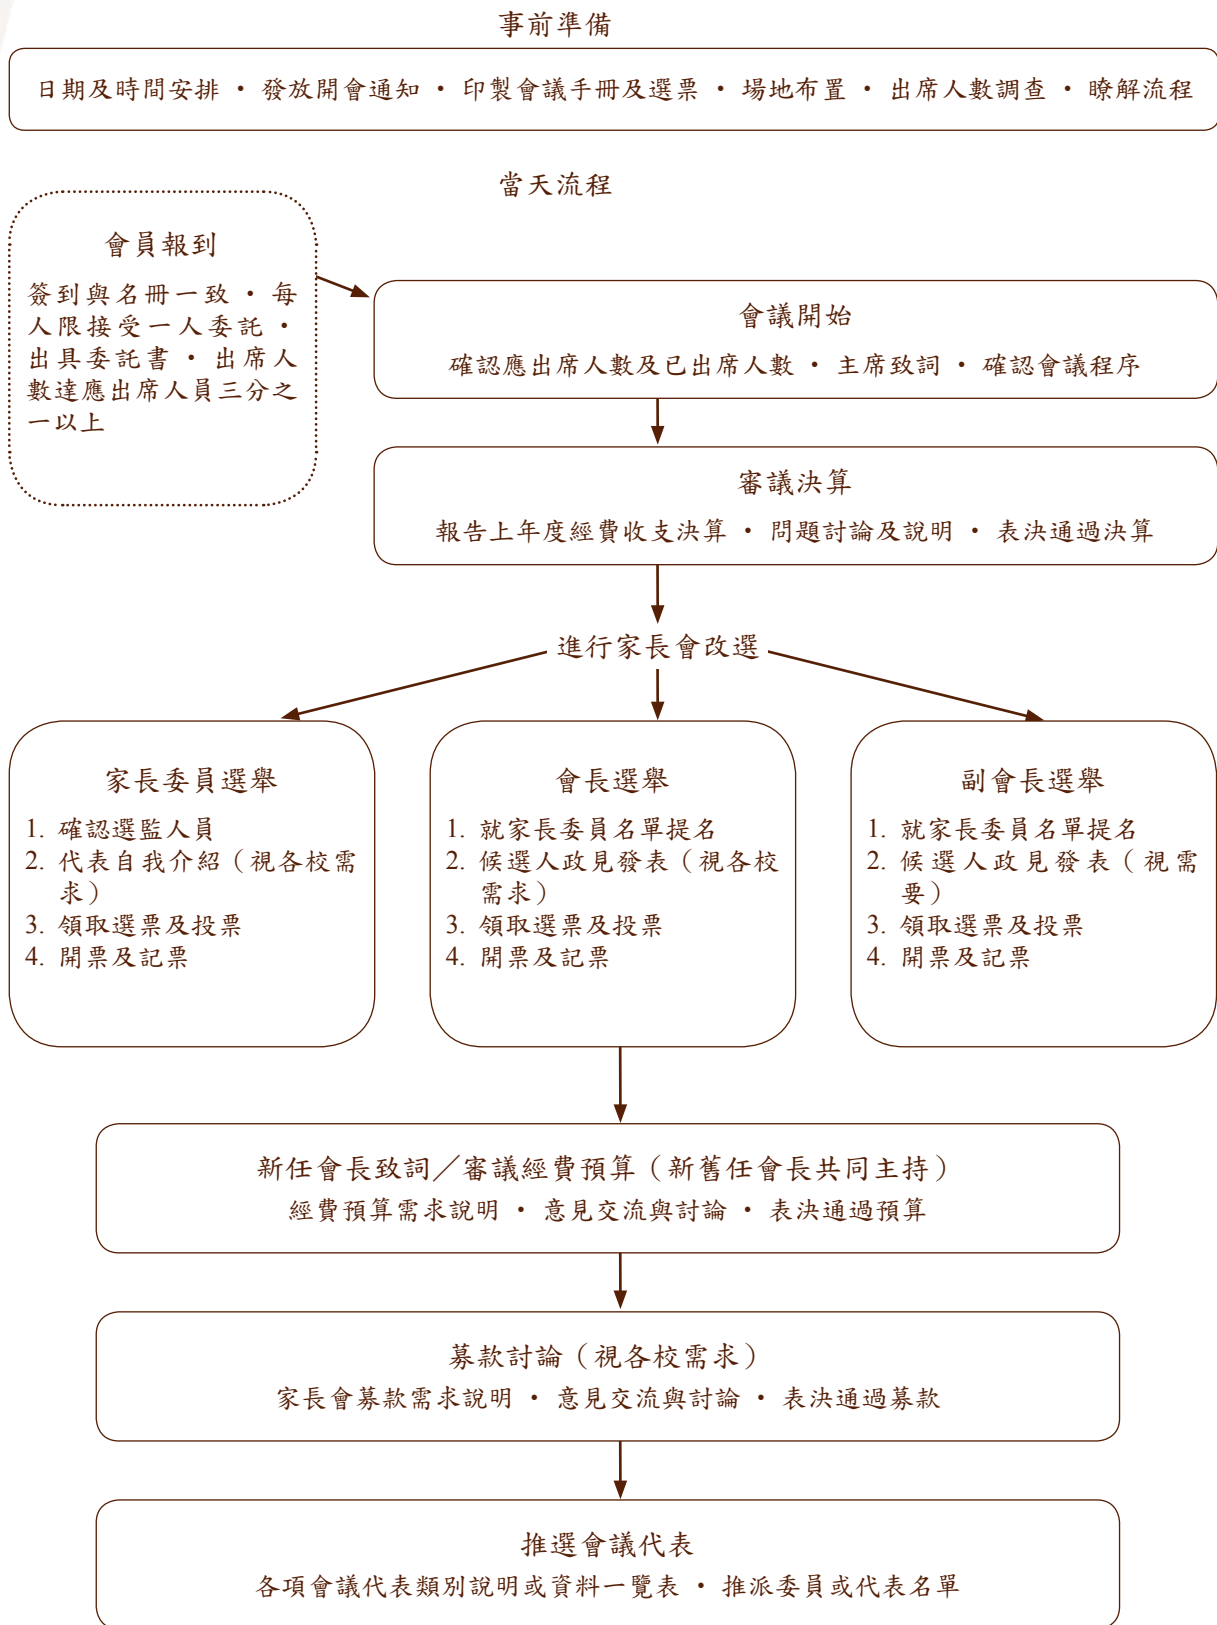 事前準備
日期及時間安排 • 發放開會通知 • 印製會議手冊及選票 • 場地布置 • 出席人數調查 • 瞭解流程
當天流程
會員報到
簽到與名冊一致 • 每
人限接受一人委託 •
出具委託書 • 出席人
數達應出席人員三分之
一以上
會議開始
確認應出席人數及已出席人數 • 主席致詞 • 確認會議程序
審議決算
報告上年度經費收支決算 • 問題討論及說明 • 表決通過決算
進行家長會改選
家長委員選舉
1. 確認選監人員
2. 代表自我介紹（視各校需
求）
3. 領取選票及投票
4. 開票及記票
會長選舉
1. 就家長委員名單提名
2. 候選人政見發表（視各校
需求）
3. 領取選票及投票
4. 開票及記票
副會長選舉
1. 就家長委員名單提名
2. 候選人政見發表（視需
要）
3. 領取選票及投票
4. 開票及記票
新任會長致詞／審議經費預算（新舊任會長共同主持）
經費預算需求說明 • 意見交流與討論 • 表決通過預算
募款討論（視各校需求）
家長會募款需求說明 • 意見交流與討論 • 表決通過募款
推選會議代表
各項會議代表類別說明或資料一覽表 • 推派委員或代表名單